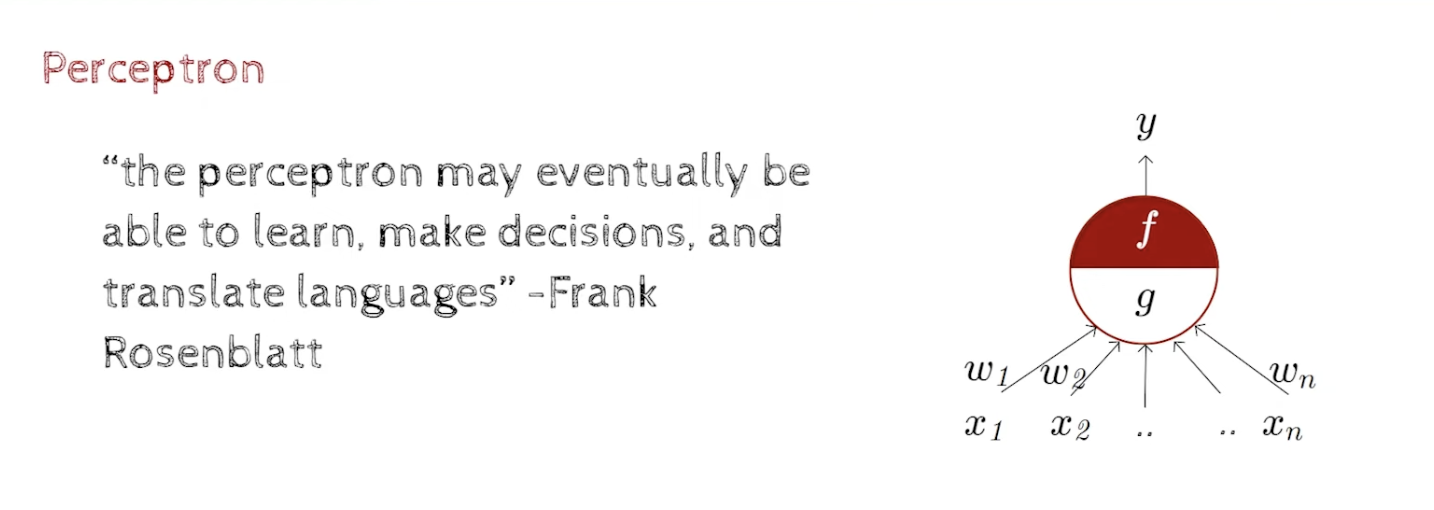 Perceptron
“the perceptron may eventually be
able to learn, make decisions, and
translate languages” -Frank
Rosenblatt
y
f
g
w1 w2 wn
x1 x2 .. .. xn